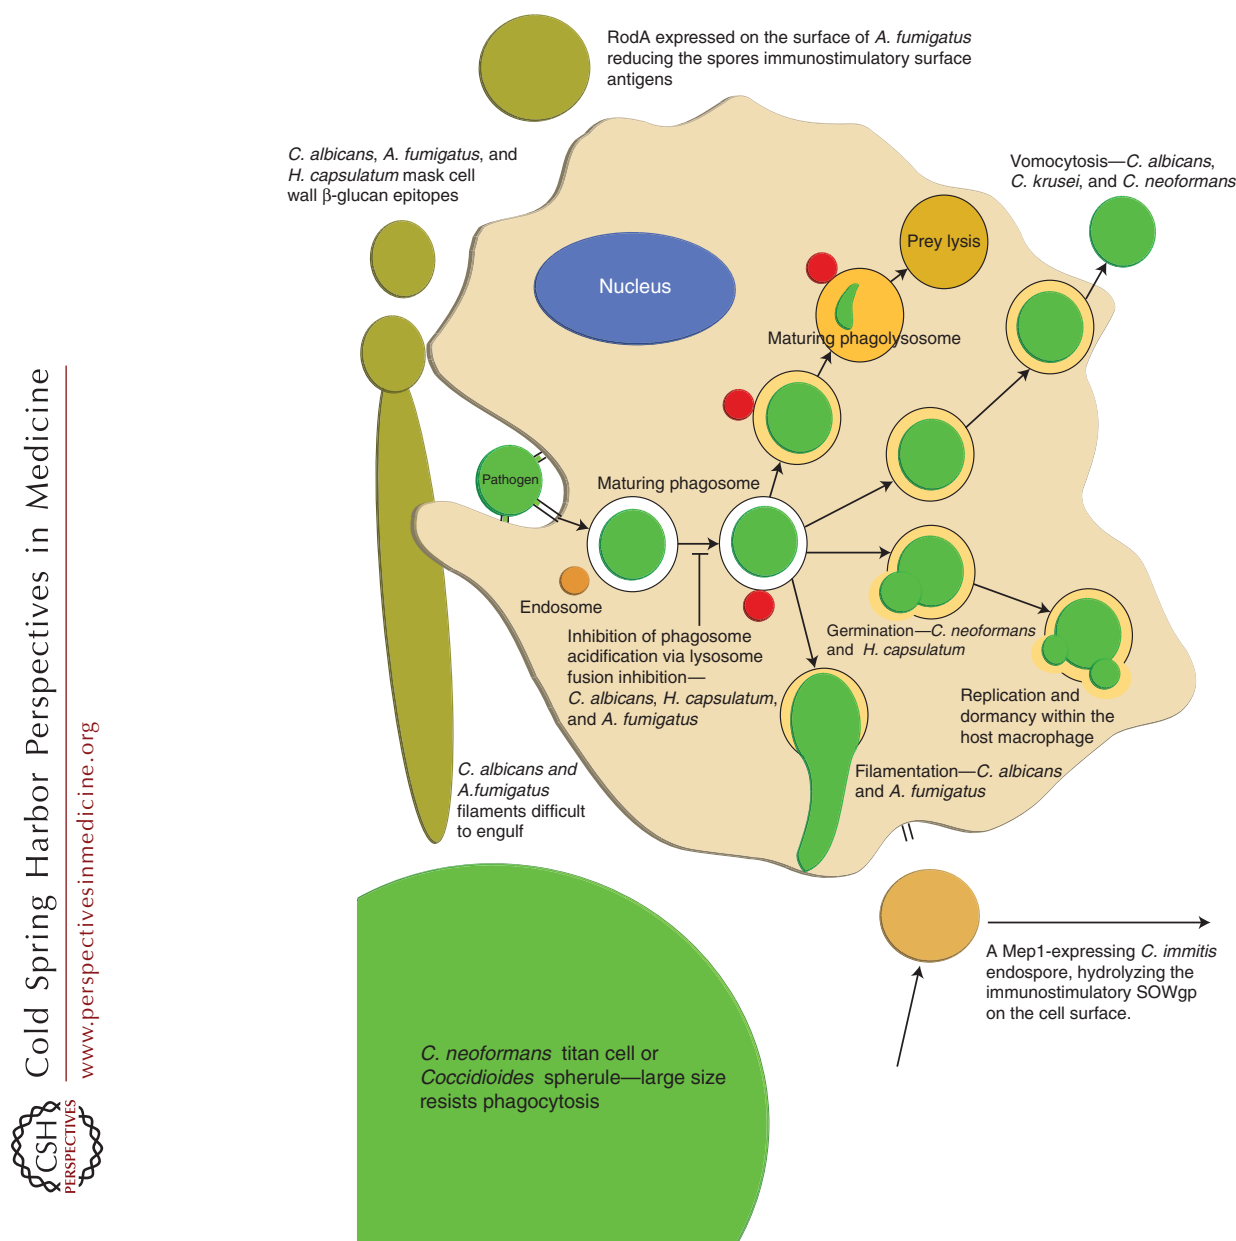 RodA expressed on the surface of A. fumigatus
reducing the spores immunostimulatory surface
antigens
C. albicans, A. fumigatus, and
H. capsulatum mask cell
wall β-glucan epitopes
Vomocytosis—C. albicans,
C. krusei, and C. neoformans
Prey lysis
Nucleus
Maturing phagolysosome
Pathogen
Maturing phagosome
Endosome
Inhibition of phagosome
acidification via lysosome
fusion inhibition—
C. albicans, H. capsulatum,
and A. fumigatus
Germination—C. neoformans
and H. capsulatum
Replication and
dormancy within the
host macrophage
Filamentation—C. albicans
and A. fumigatus
C. albicans and
A.fumigatus
filaments difficult
to engulf
A Mep1-expressing C. immitis
endospore, hydrolyzing the
immunostimulatory SOWgp
on the cell surface.
C. neoformans titan cell or
Coccidioides spherule—large size
resists phagocytosis
Cold Spring Harbor Perspectives in Medicine
www.perspectivesinmedicine.org
CSH
PERSPECTIVES